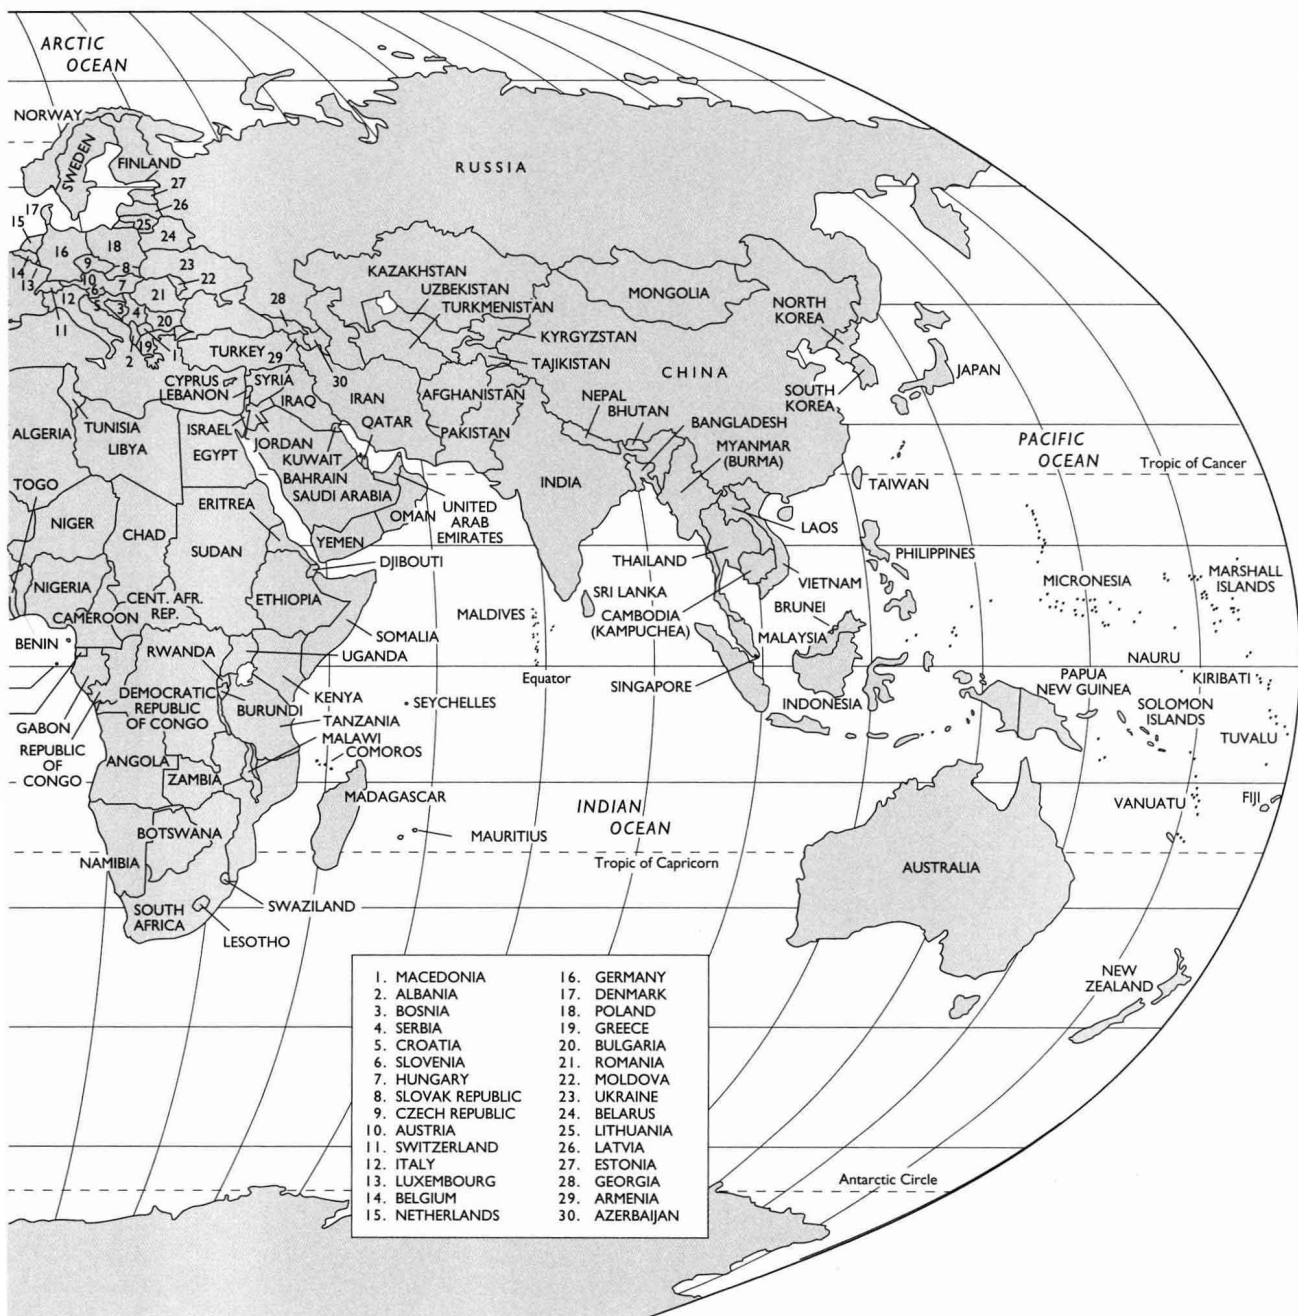 ARCTIC
OCEAN
NORWAY
SWEDEN
FINLAND
RUSSIA
27
26
17
15
25
24
16
18
23
9
8
22
14
13
10
7
6
21
12
5
3
4
20
11
19
2
1
28
29
30
KAZAKHSTAN
UZBEKISTAN
TURKMENISTAN
MONGOLIA
NORTH
KOREA
KYRGYZSTAN
TAJIKISTAN
TURKEY
CHINA
JAPAN
SOUTH
KOREA
CYPRUS
LEBANON
SYRIA
IRAQ
IRAN
AFGHANISTAN
NEPAL
BHUTAN
BANGLADESH
ALGERIA
TUNISIA
LIBYA
ISRAEL
EGYPT
JORDAN
KUWAIT
BAHRAIN
SAUDI ARABIA
QATAR
PAKISTAN
MYANMAR
(BURMA)
PACIFIC
OCEAN
Tropic of Cancer
TOGO
INDIA
TAIWAN
NIGER
CHAD
ERITREA
SUDAN
YEMEN
OMAN
UNITED
ARAB
EMIRATES
LAOS
DJIBOUTI
THAILAND
PHILIPPINES
VIETNAM
MICRONESIA
MARSHALL
ISLANDS
NIGERIA
CENT. AFR.
REP.
ETHIOPIA
CAMEROON
SRI LANKA
MALDIVES
CAMBODIA
(KAMPUCHEA)
BRUNEI
MALAYSIA
BENIN
SOMALIA
RWANDA
UGANDA
NAURU
Equator
SINGAPORE
KIRIBATI
DEMOCRATIC
REPUBLIC
OF CONGO
BURUNDI
KENYA
SEYCHELLES
INDONESIA
PAPUA
NEW GUINEA
SOLOMON
ISLANDS
GABON
REPUBLIC
OF
CONGO
TANZANIA
MALAWI
COMOROS
TUVALU
ANGOLA
ZAMBIA
MADAGASCAR
INDIAN
OCEAN
VANUATU
FIJI
BOTSWANA
MAURITIUS
NAMIBIA
Tropic of Capricorn
AUSTRALIA
SOUTH
AFRICA
SWAZILAND
LESOTHO
NEW
ZEALAND
1. MACEDONIA
2. ALBANIA
3. BOSNIA
4. SERBIA
5. CROATIA
6. SLOVENIA
7. HUNGARY
8. SLOVAK REPUBLIC
9. CZECH REPUBLIC
10. AUSTRIA
11. SWITZERLAND
12. ITALY
13. LUXEMBOURG
14. BELGIUM
15. NETHERLANDS
16. GERMANY
17. DENMARK
18. POLAND
19. GREECE
20. BULGARIA
21. ROMANIA
22. MOLDOVA
23. UKRAINE
24. BELARUS
25. LITHUANIA
26. LATVIA
27. ESTONIA
28. GEORGIA
29. ARMENIA
30. AZERBAIJAN
Antarctic Circle